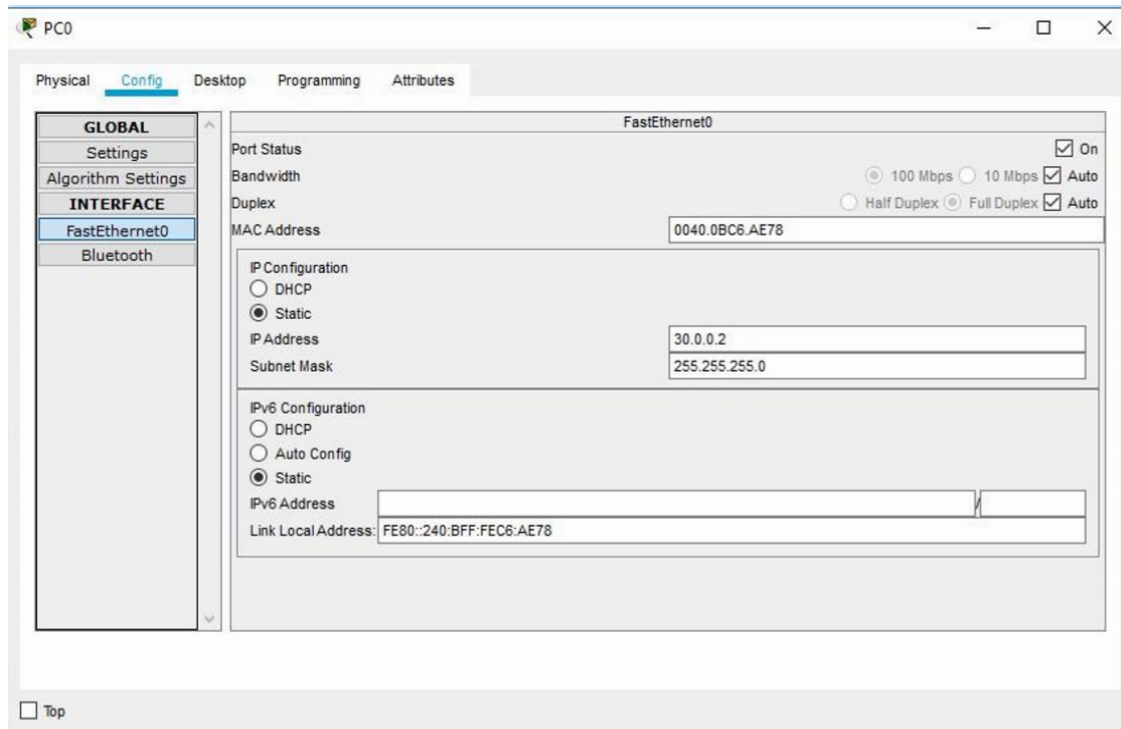 PC0
Physical Config Desktop Programming Attributes
GLOBAL
Settings
Algorithm Settings
INTERFACE
FastEthernet0
Bluetooth
FastEthernet0
Port Status On
Bandwidth 100 Mbps 10 Mbps Auto
Duplex Half Duplex Full Duplex Auto
MAC Address 0040.0BC6.AE78
IP Configuration
DHCP
Static
IP Address 30.0.0.2
Subnet Mask 255.255.255.0
IPv6 Configuration
DHCP
Auto Config
Static
IPv6 Address /
Link Local Address: FE80::240:BFF:FEC6:AE78
Top